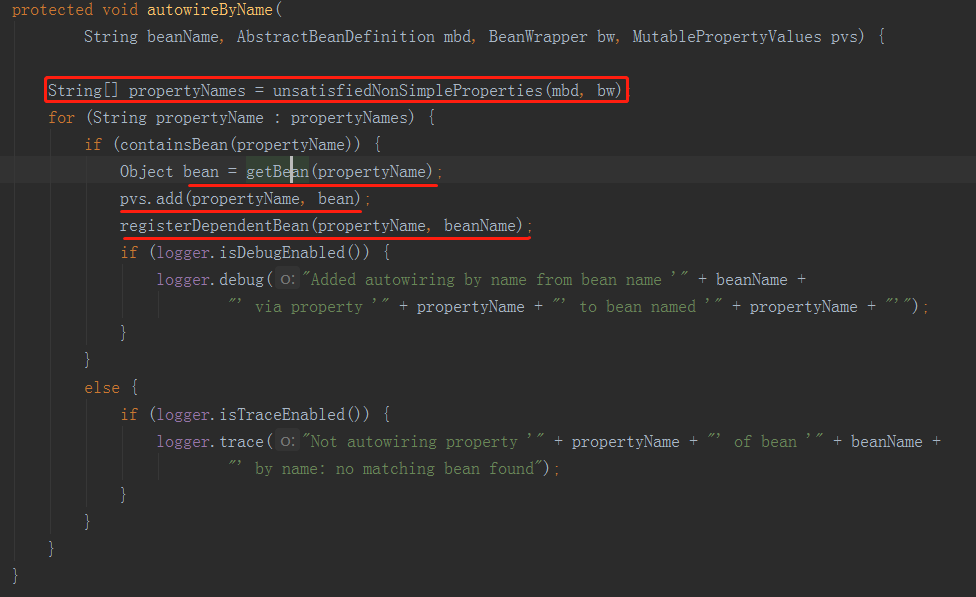 protected void autowireByName(
String beanName, AbstractBeanDefinition mbd, BeanWrapper bw, MutablePropertyValues pvs) {
String[] propertyNames = unsatisfiedNonSimpleProperties(mbd, bw);
for (String propertyName : propertyNames) {
if (containsBean(propertyName)) {
Object bean = getBean(propertyName);
pvs.add(propertyName, bean);
registerDependentBean(propertyName, beanName);
if (logger.isDebugEnabled()) {
logger.debug( o: "Added autowiring by name from bean name '" + beanName +
"' via property '" + propertyName + "' to bean named '" + propertyName + "'");
}
}
else {
if (logger.isTraceEnabled()) {
logger.trace( o: "Not autowiring property '" + propertyName + "' of bean '" + beanName +
"' by name: no matching bean found");
}
}
}
}